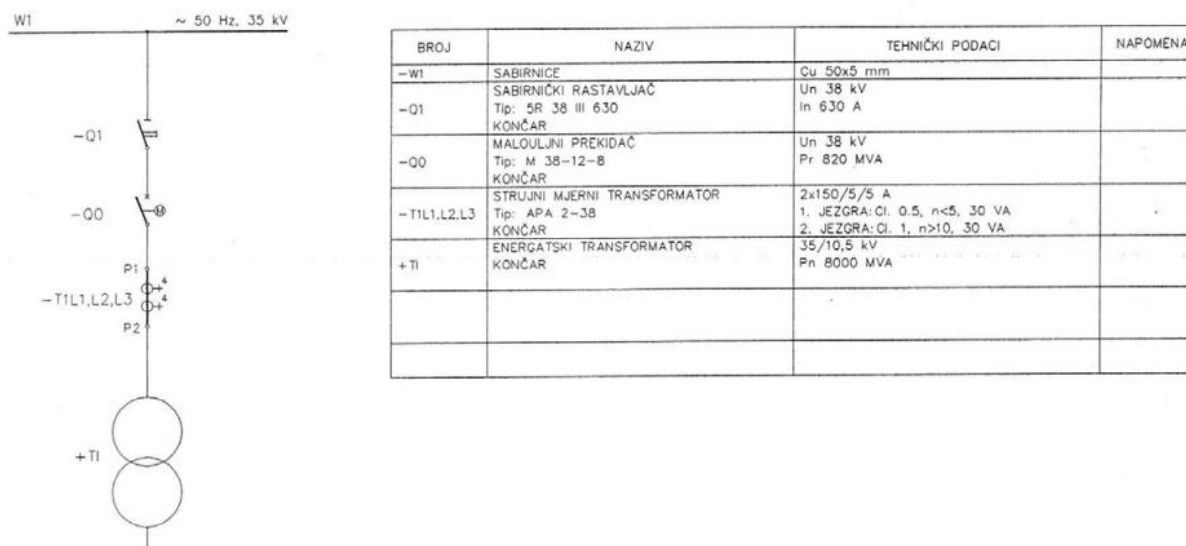 W1 ~ 50 Hz, 35 kV
-Q1
-Q0
P1
4
-T1L1,L2,L3
4
P2
+TI
BROJ NAZIV TEHNIČKI PODACI NAPOMENA
-W1 SABIRNICE Cu 50x5 mm
SABIRNIČKI RASTAVLJAČ Un 38 kV
-Q1 Tip: 5R 38 III 630 In 630 A
KONČAR
MALOULJNI PREKIDAČ Un 38 kV
-Q0 Tip: M 38-12-8 Pr 820 MVA
KONČAR
STRUJNI MJERNI TRANSFORMATOR 2x150/5/5 A
-T1L1,L2,L3 Tip: APA 2-38 1. JEZGRA: Cl. 0.5, n<5, 30 VA
KONČAR 2. JEZGRA: Cl. 1, n>10, 30 VA
ENERGATSKI TRANSFORMATOR 35/10,5 kV
+TI KONČAR Pn 8000 MVA
M